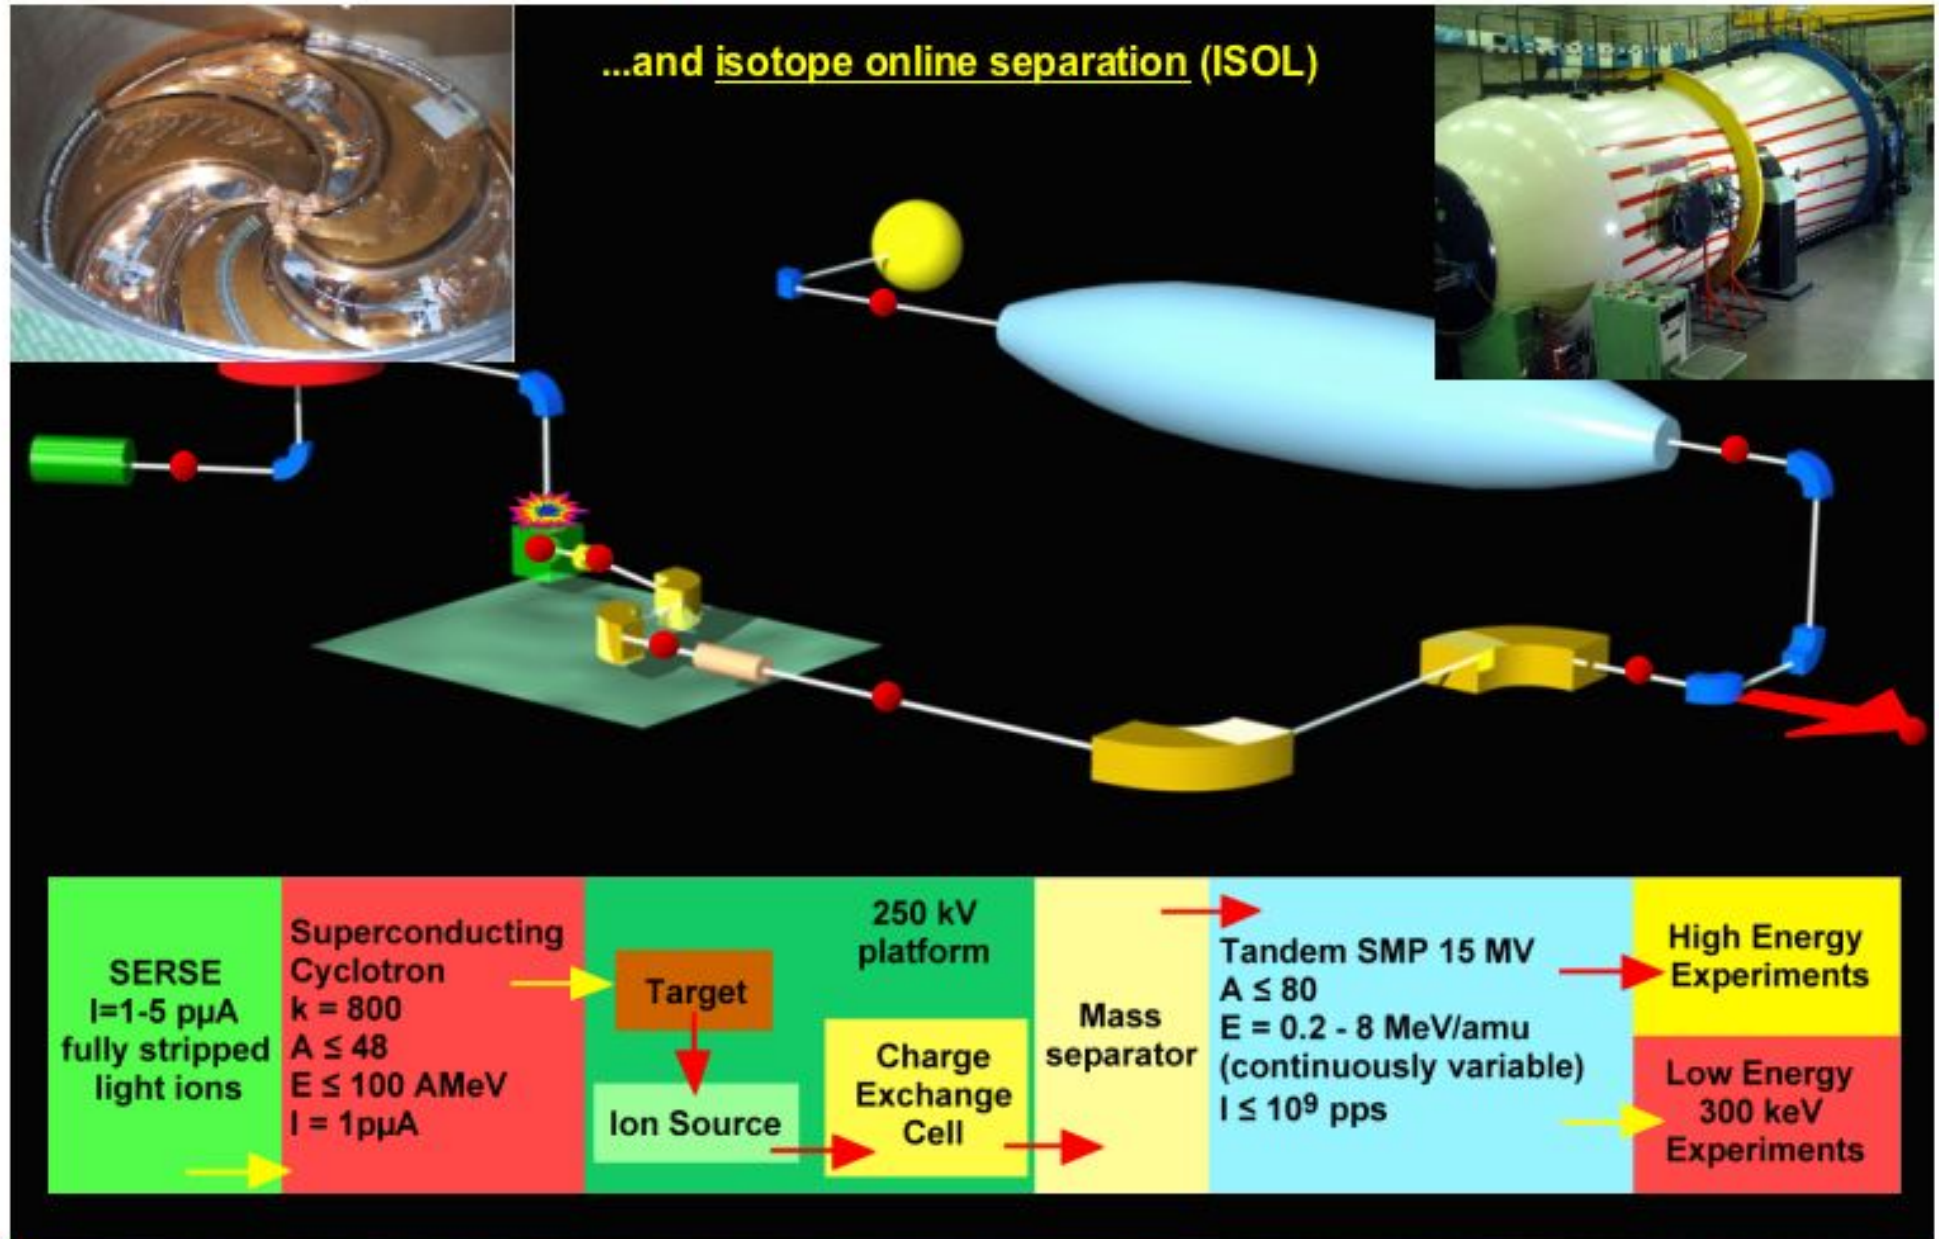 ...and isotope online separation (ISOL)
SERSE
I=1-5 pµA
fully stripped
light ions
Superconducting
Cyclotron
k = 800
A ≤ 48
E ≤ 100 AMeV
I = 1pµA
250 kV
platform
Target
Ion Source
Charge
Exchange
Cell
Mass
separator
Tandem SMP 15 MV
A ≤ 80
E = 0.2 - 8 MeV/amu
(continuously variable)
I ≤ 10⁹ pps
High Energy
Experiments
Low Energy
300 keV
Experiments